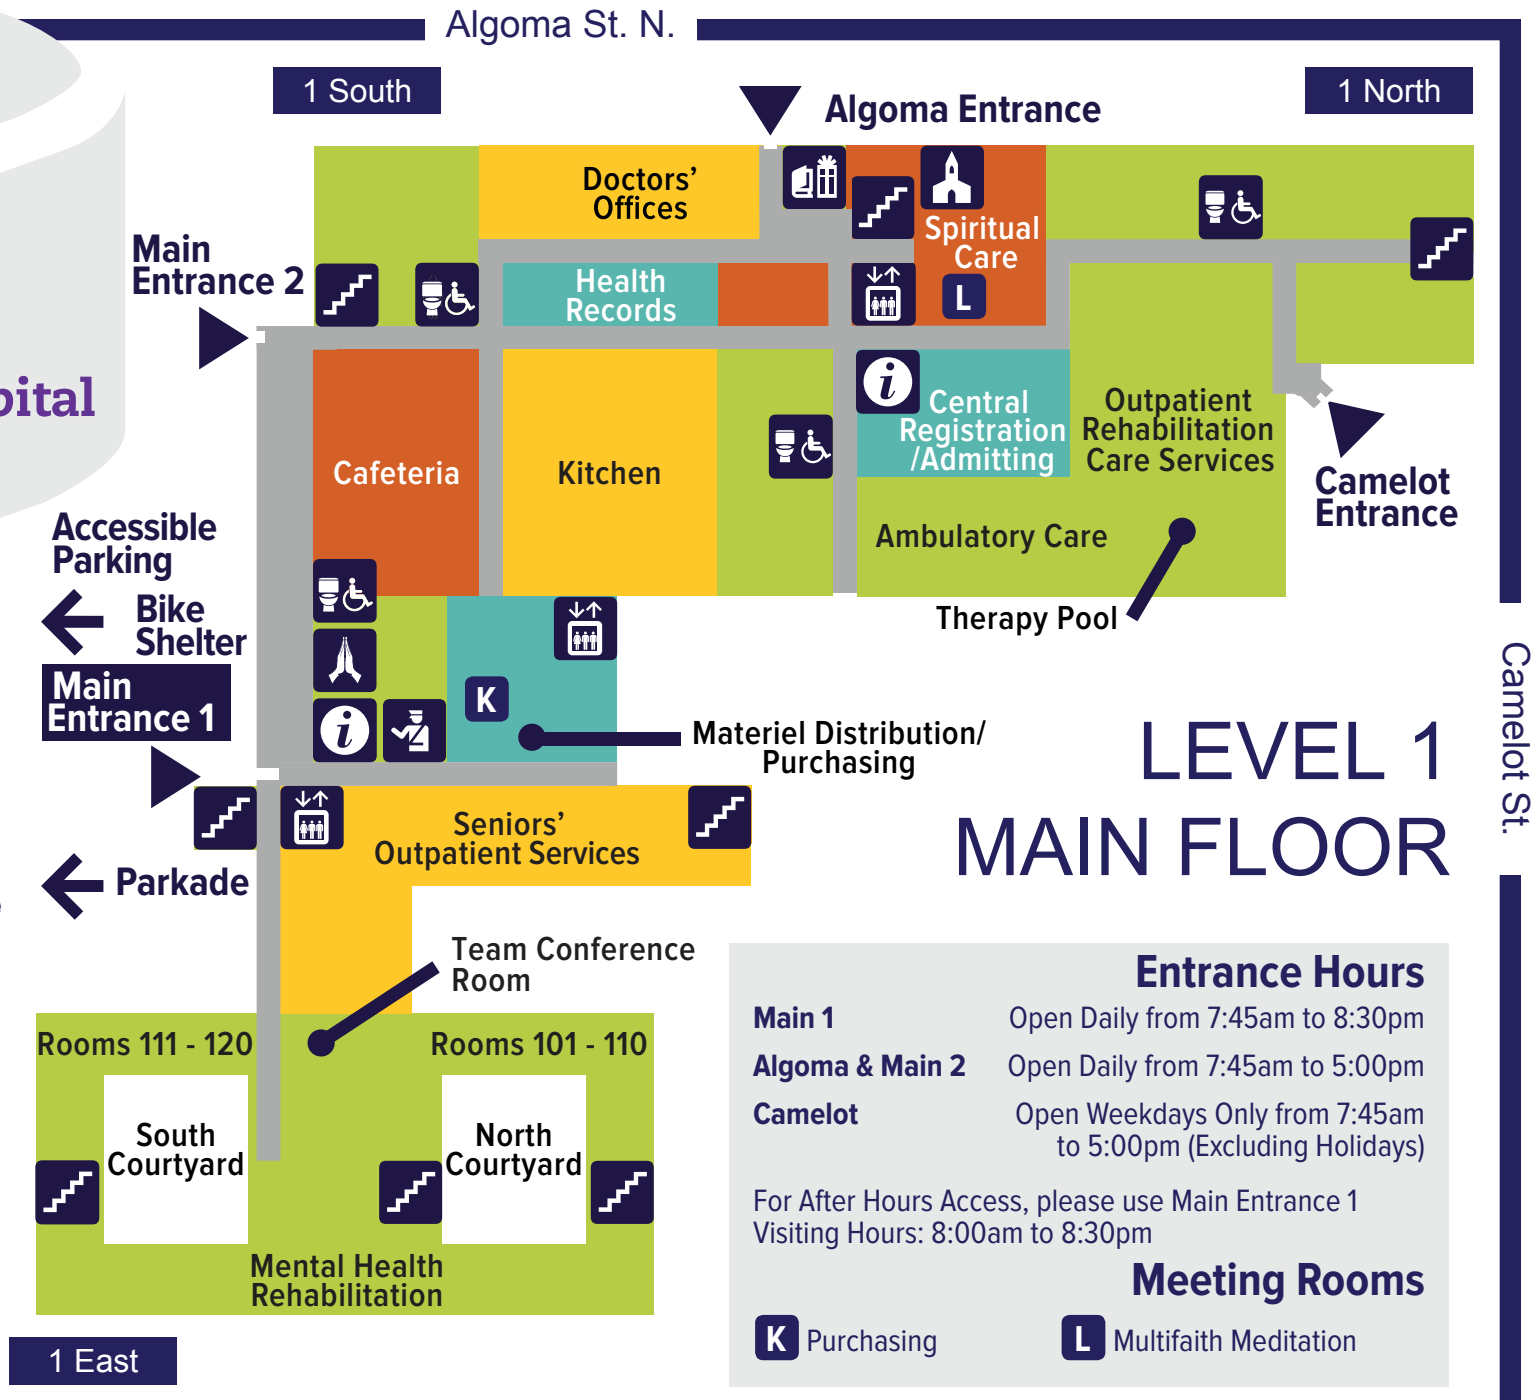 Algoma St. N.
1 South
1 North
Algoma Entrance
Doctors'
Offices
Main
Entrance 2
Spiritual
Care
Health
Records
L
i
Central
Registration
/Admitting
Outpatient
Rehabilitation
Care Services
pital
Cafeteria
Kitchen
Camelot
Entrance
Accessible
Parking
Ambulatory Care
Bike
Shelter
Therapy Pool
Main
Entrance 1
K
i
Materiel Distribution/
Purchasing
Camelot St.
LEVEL 1
MAIN FLOOR
Seniors'
Outpatient Services
Parkade
Team Conference
Room
Rooms 111 - 120
Rooms 101 - 110
South
Courtyard
North
Courtyard
Mental Health
Rehabilitation
1 East
Entrance Hours
Main 1 Open Daily from 7:45am to 8:30pm
Algoma & Main 2 Open Daily from 7:45am to 5:00pm
Camelot Open Weekdays Only from 7:45am
to 5:00pm (Excluding Holidays)
For After Hours Access, please use Main Entrance 1
Visiting Hours: 8:00am to 8:30pm
Meeting Rooms
K Purchasing
L Multifaith Meditation